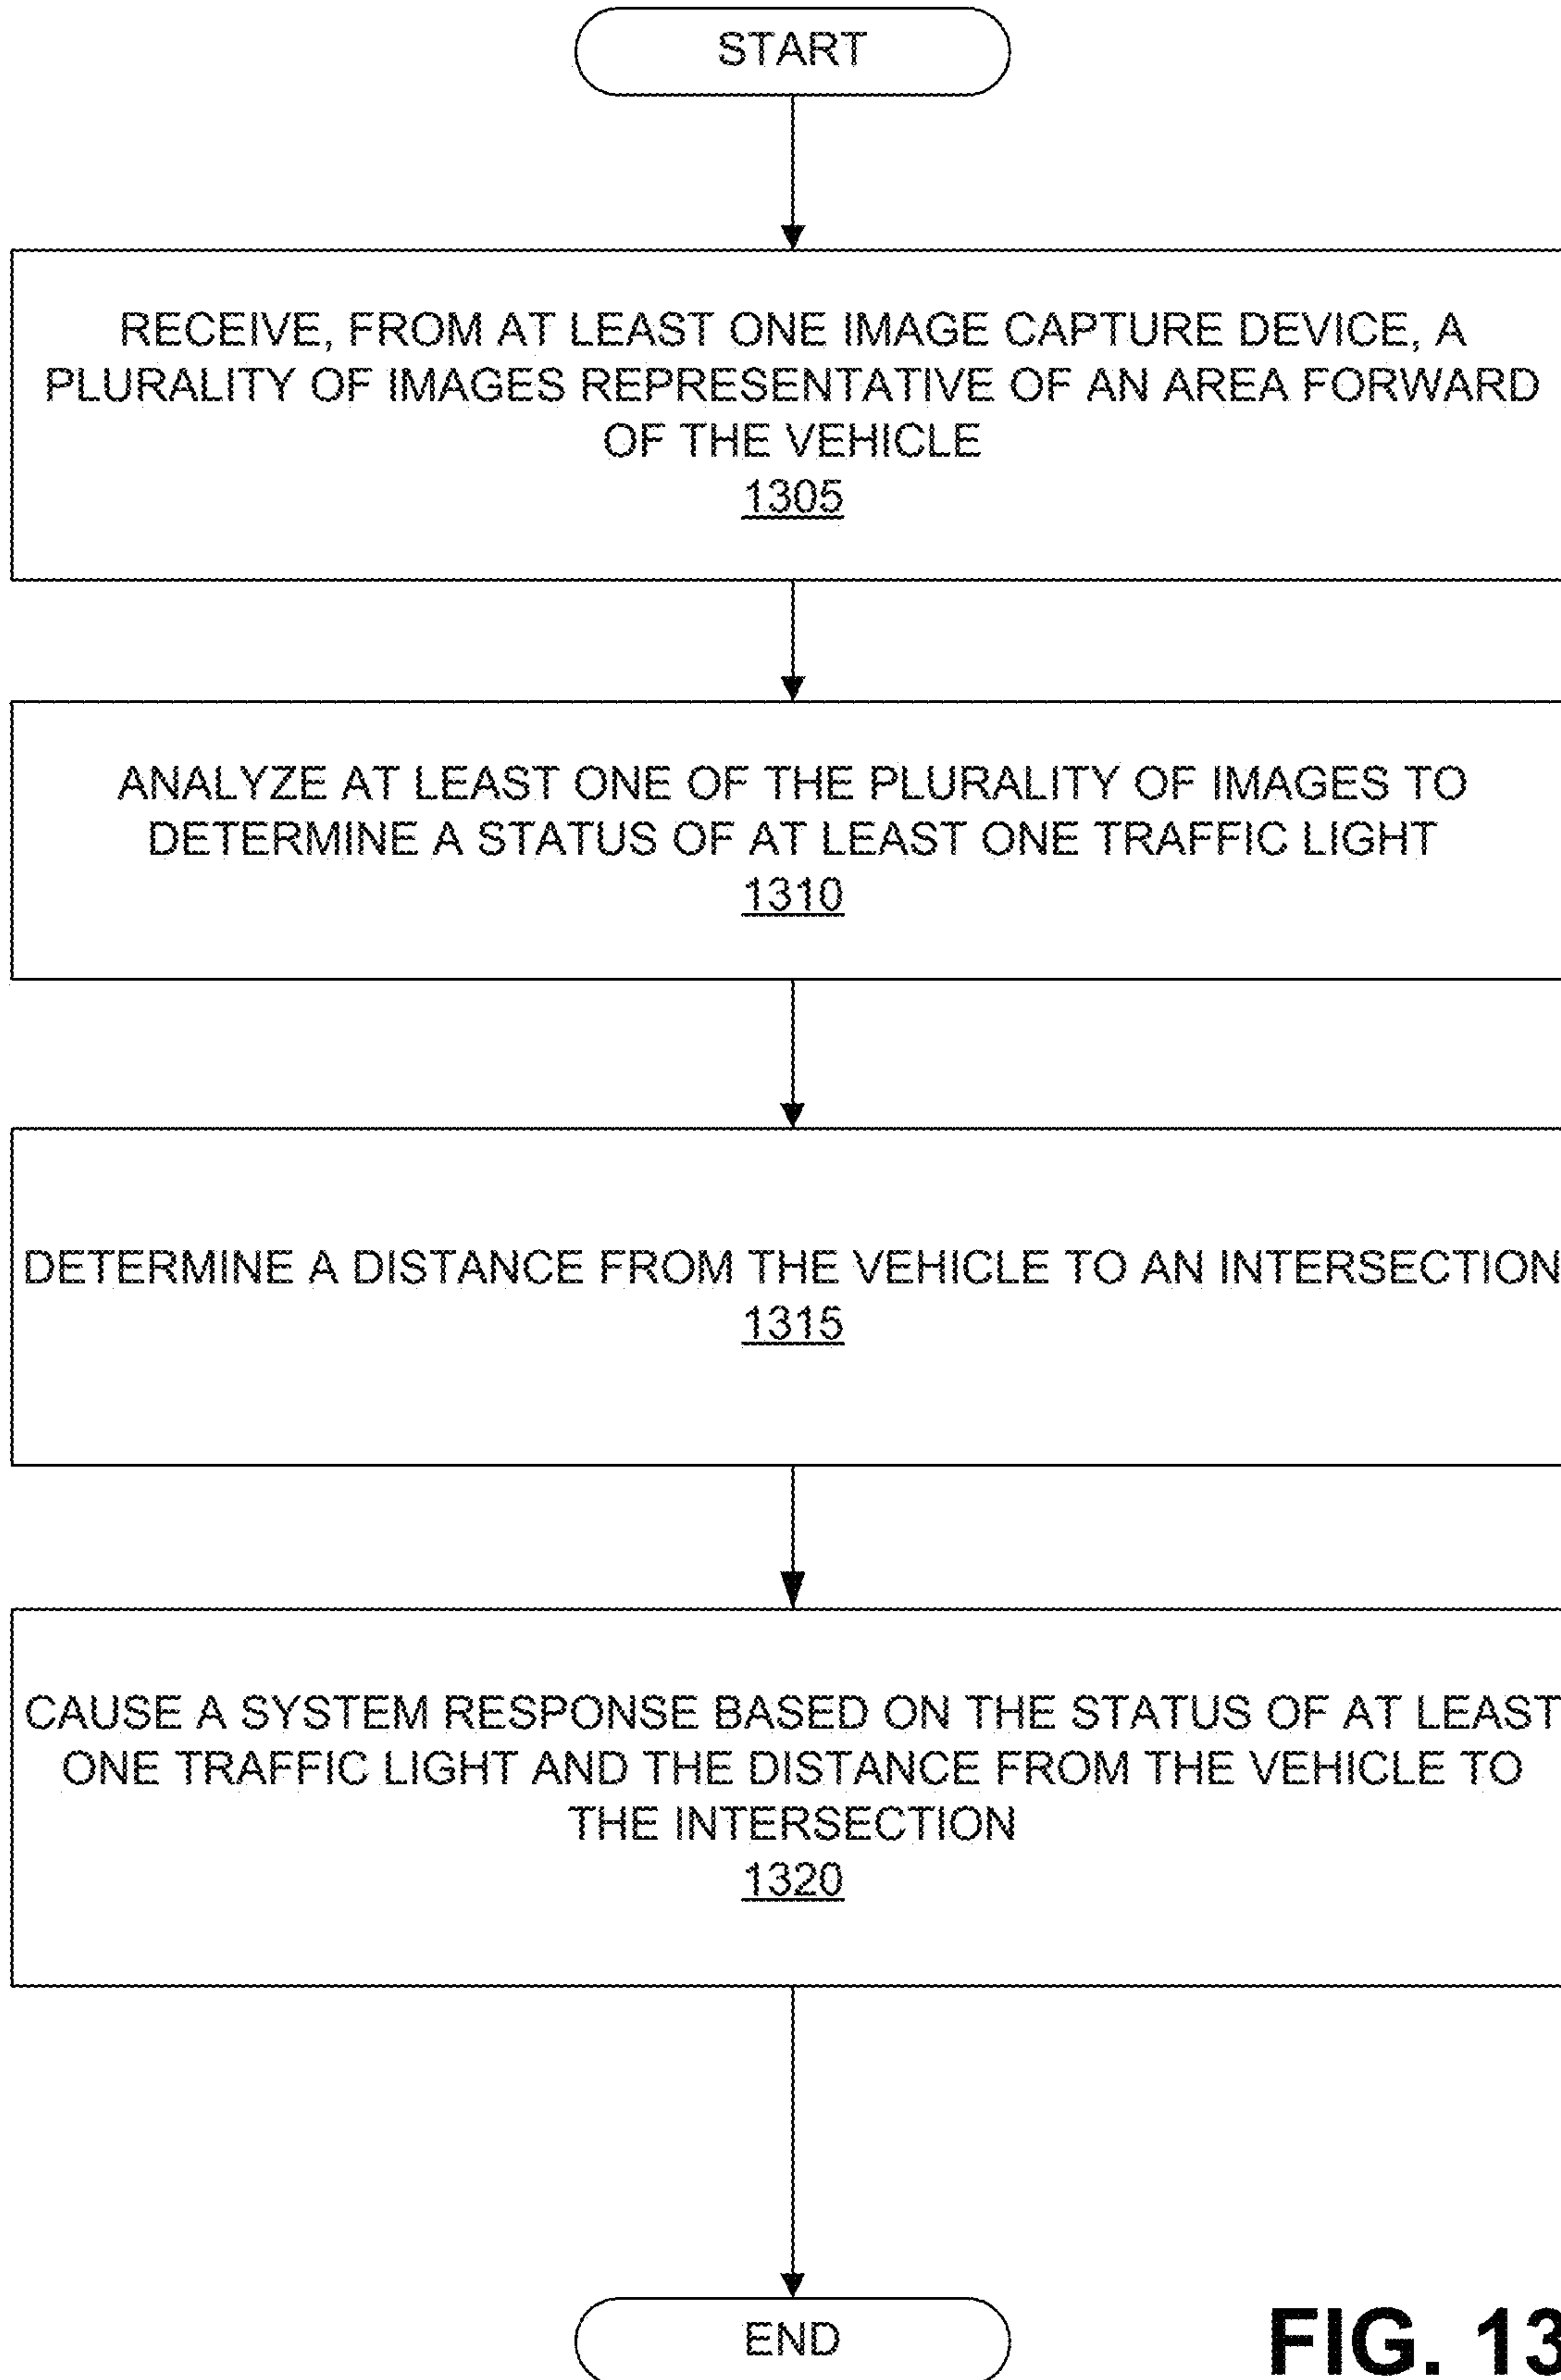 START
RECEIVE, FROM AT LEAST ONE IMAGE CAPTURE DEVICE, A
PLURALITY OF IMAGES REPRESENTATIVE OF AN AREA FORWARD
OF THE VEHICLE
1305
ANALYZE AT LEAST ONE OF THE PLURALITY OF IMAGES TO
DETERMINE A STATUS OF AT LEAST ONE TRAFFIC LIGHT
1310
DETERMINE A DISTANCE FROM THE VEHICLE TO AN INTERSECTION
1315
CAUSE A SYSTEM RESPONSE BASED ON THE STATUS OF AT LEAST
ONE TRAFFIC LIGHT AND THE DISTANCE FROM THE VEHICLE TO
THE INTERSECTION
1320
END
FIG. 13